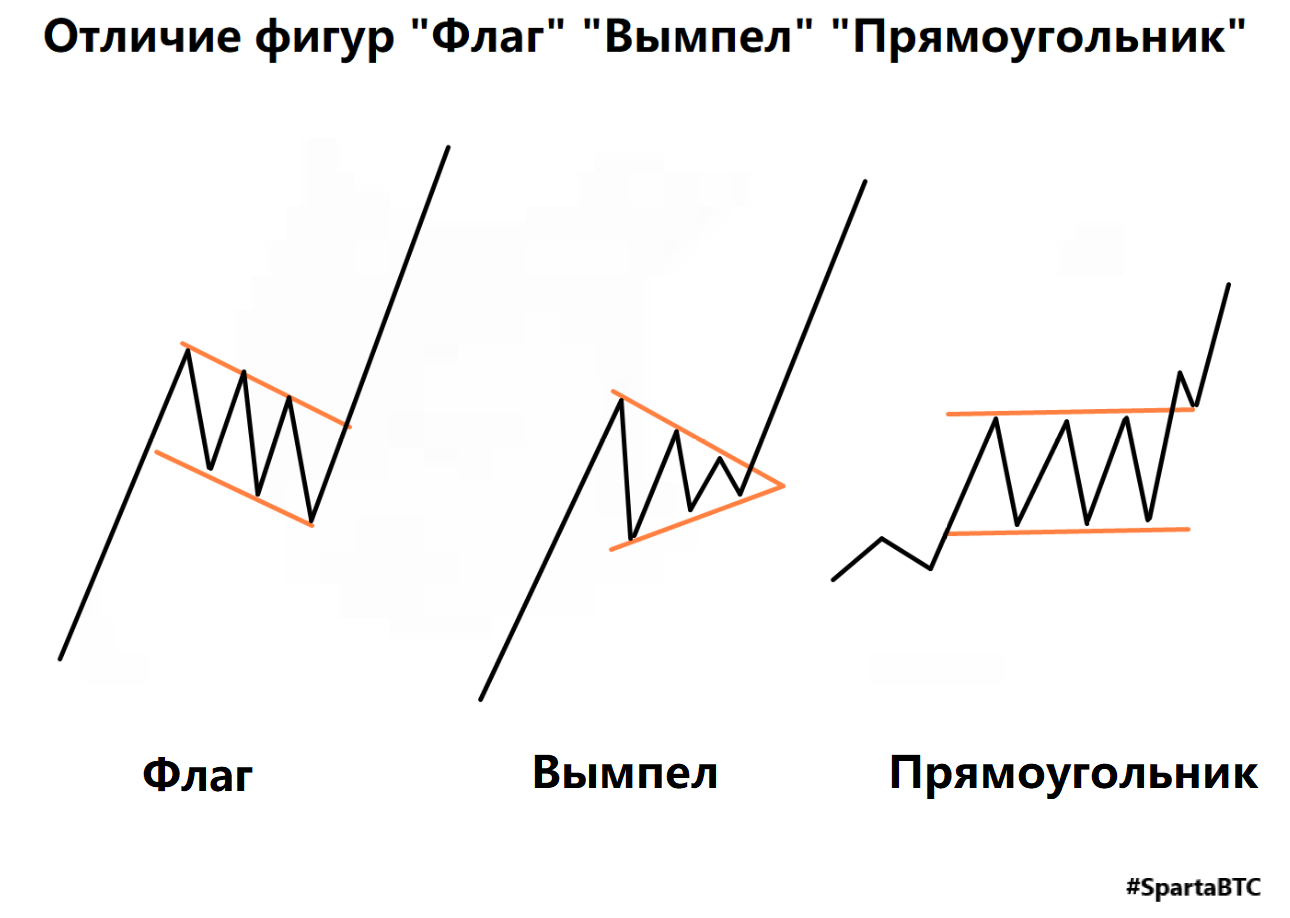 Отличие фигур "Флаг" "Вымпел" "Прямоугольник"
Флаг
Вымпел
Прямоугольник
#SpartaBTC